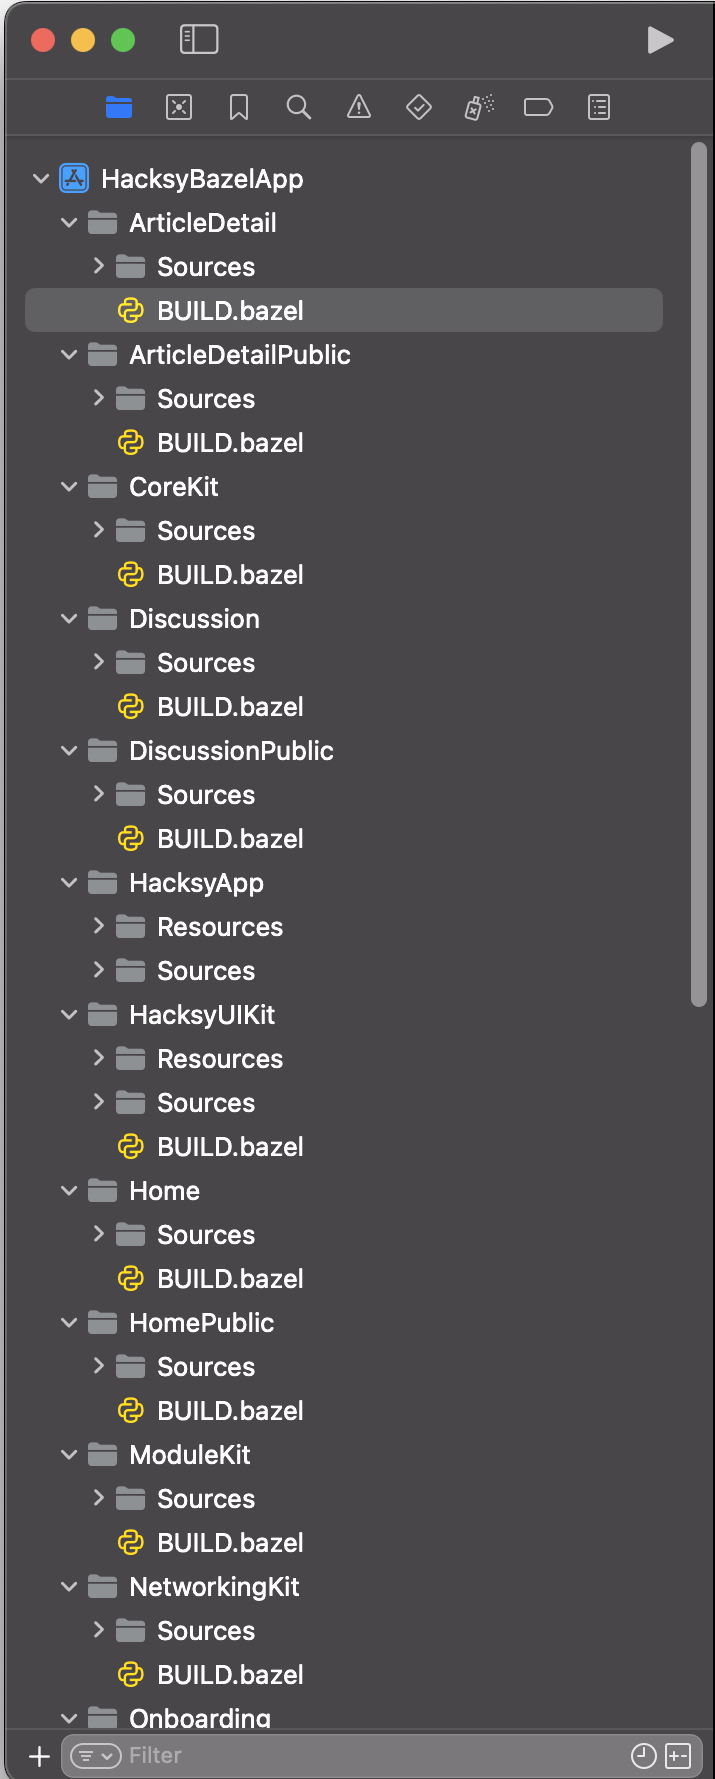 HacksyBazelApp
ArticleDetail
Sources
BUILD.bazel
ArticleDetailPublic
Sources
BUILD.bazel
CoreKit
Sources
BUILD.bazel
Discussion
Sources
BUILD.bazel
DiscussionPublic
Sources
BUILD.bazel
HacksyApp
Resources
Sources
HacksyUIKit
Resources
Sources
BUILD.bazel
Home
Sources
BUILD.bazel
HomePublic
Sources
BUILD.bazel
ModuleKit
Sources
BUILD.bazel
NetworkingKit
Sources
BUILD.bazel
Onboarding
Filter